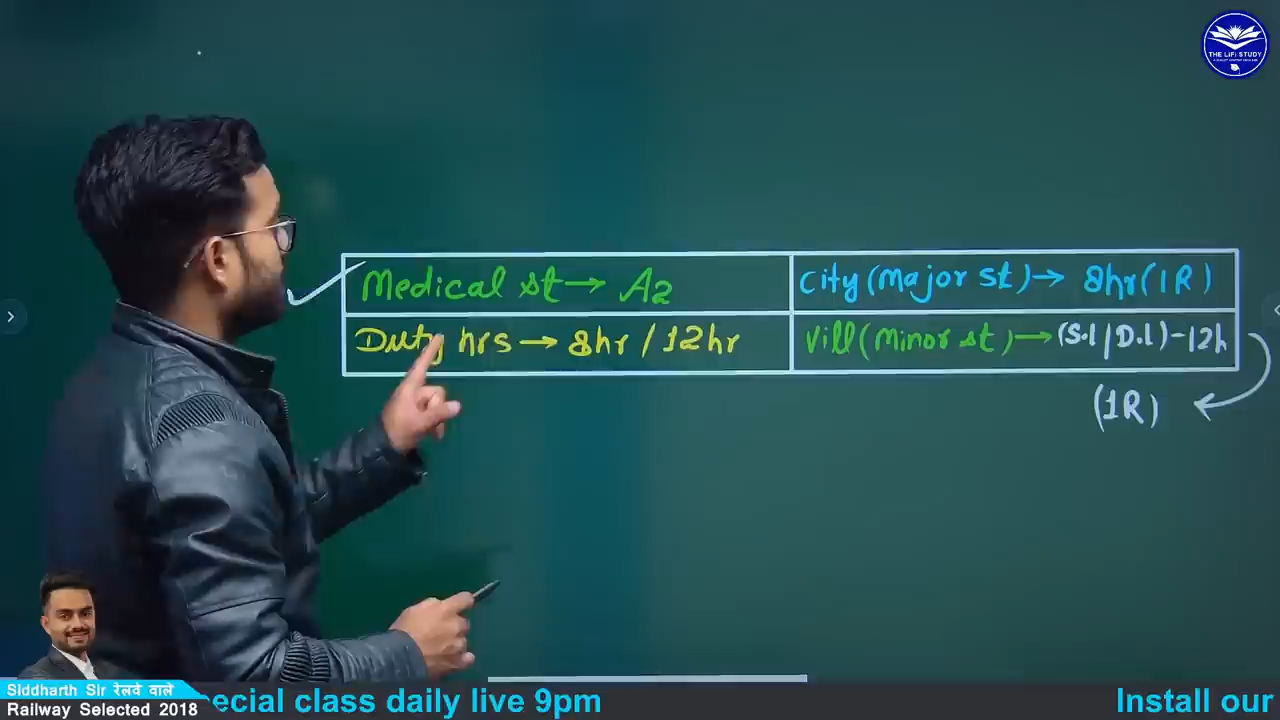 THE LiFi STUDY
Medical st → A2
City (Major st) → 8hr (1R)
Duty hrs → 8hr / 12hr
Vill (Minor st) → (S.l / D.l) - 12h
(1R)
Siddharth Sir रेलवे वाले
Railway Selected 2018
ecial class daily live 9pm
Install our